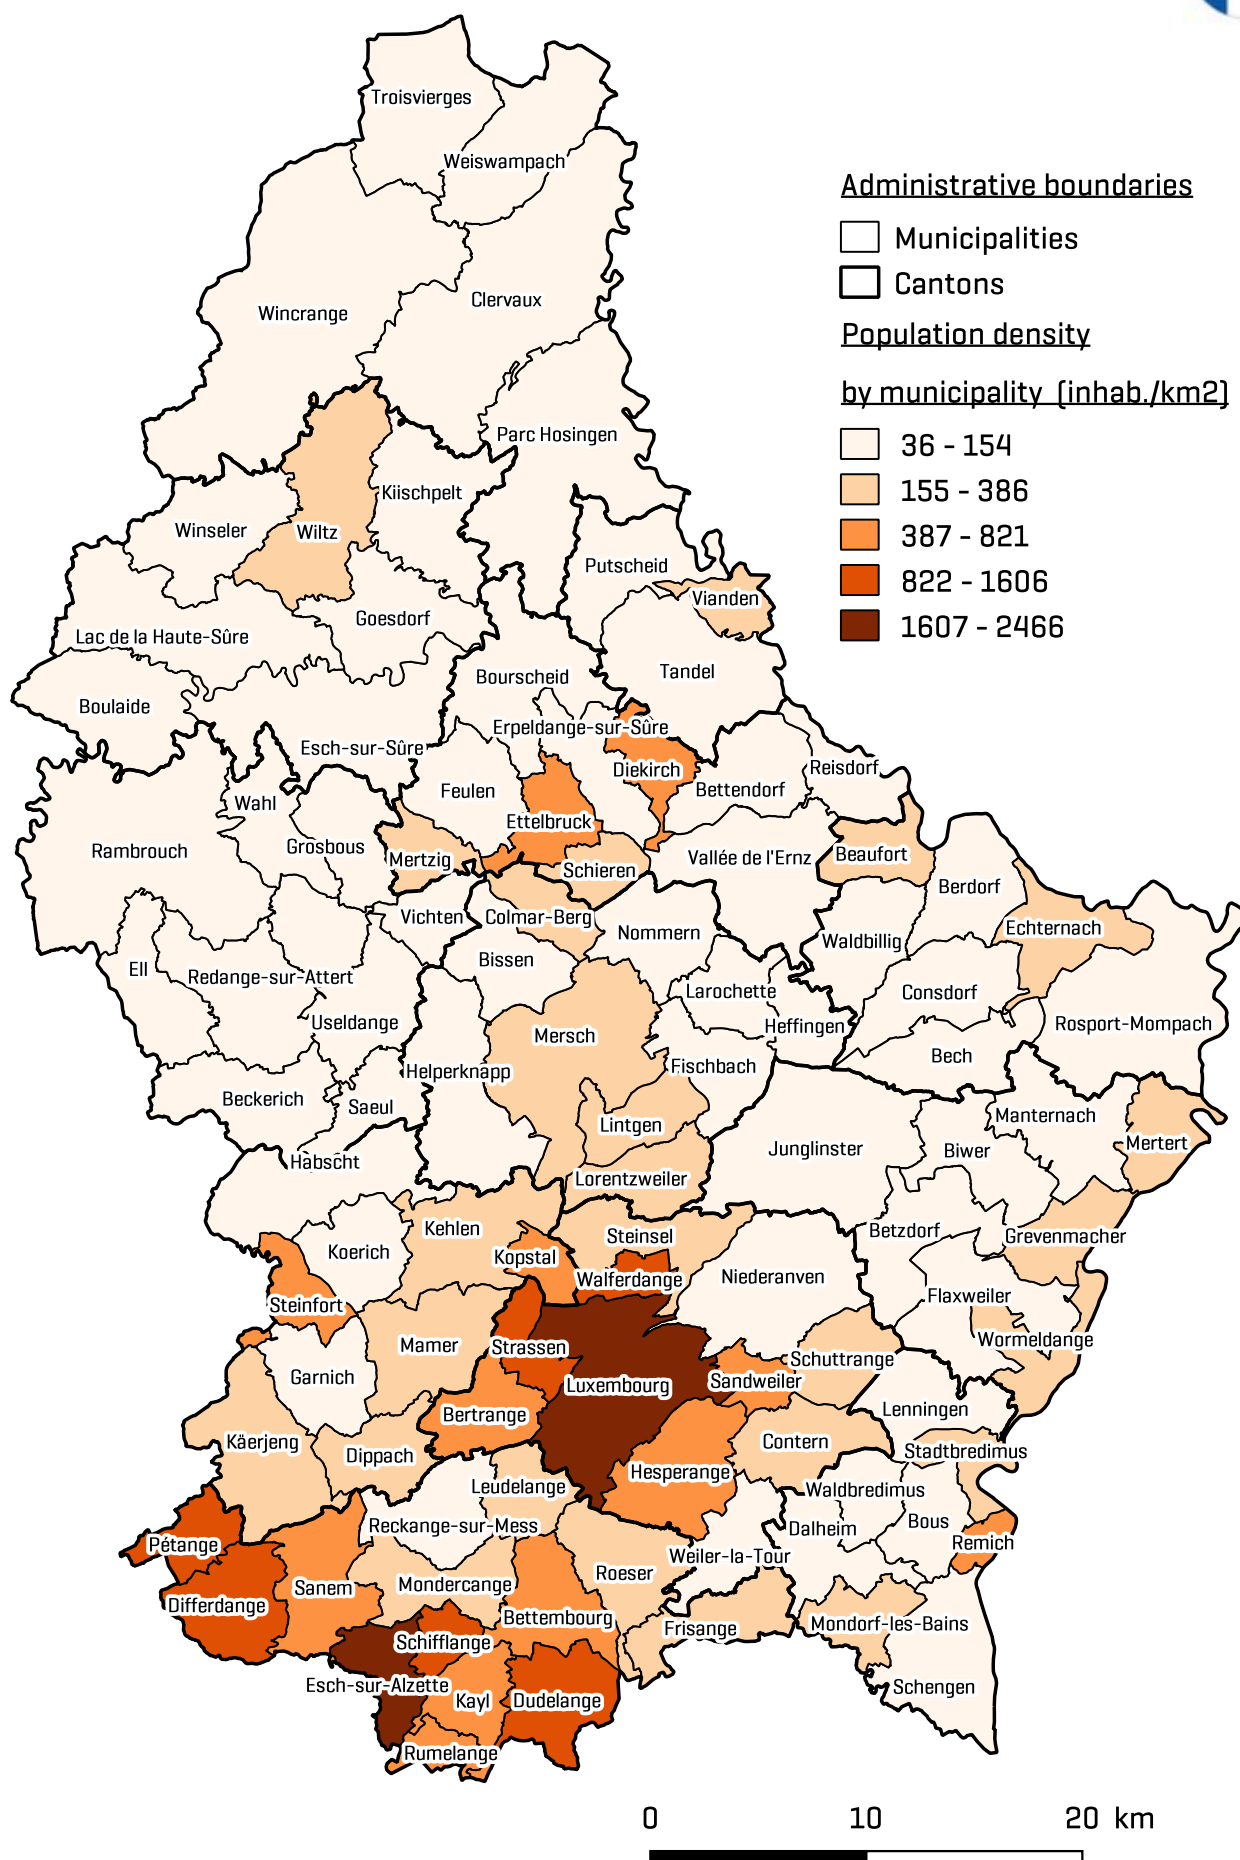 Troisvierges
Weiswampach
Administrative boundaries
Municipalities
Cantons
Population density
by municipality (inhab./km2)
36 - 154
155 - 386
387 - 821
822 - 1606
1607 - 2466
Clervaux
Wincrange
Parc Hosingen
Kiischpelt
Winseler
Wiltz
Putscheid
Vianden
Goesdorf
Lac de la Haute-Sûre
Tandel
Bourscheid
Boulaide
Erpeldange-sur-Sûre
Esch-sur-Sûre
Diekirch
Reisdorf
Feulen
Bettendorf
Wahl
Ettelbruck
Grosbous
Rambrouch
Mertzig
Vallée de l'Ernz
Beaufort
Schieren
Berdorf
Vichten
Colmar-Berg
Nommern
Echternach
Waldbillig
Bissen
Ell
Redange-sur-Attert
Larochette
Consdorf
Useldange
Heffingen
Rosport-Mompach
Mersch
Bech
Fischbach
Helperknapp
Beckerich
Saeul
Lintgen
Manternach
Mertert
Junglinster
Biwer
Habscht
Lorentzweiler
Kehlen
Betzdorf
Steinsel
Grevenmacher
Koerich
Kopstal
Walferdange
Niederanven
Flaxweiler
Steinfort
Wormeldange
Mamer
Strassen
Schuttrange
Garnich
Luxembourg
Sandweiler
Lenningen
Bertrange
Käerjeng
Dippach
Contern
Stadtbredimus
Hesperange
Leudelange
Waldbredimus
Reckange-sur-Mess
Dalheim
Bous
Pétange
Remich
Weiler-la-Tour
Roeser
Sanem
Mondercange
Differdange
Bettembourg
Mondorf-les-Bains
Frisange
Schifflange
Esch-sur-Alzette
Kayl
Dudelange
Schengen
Rumelange
0 10 20 km